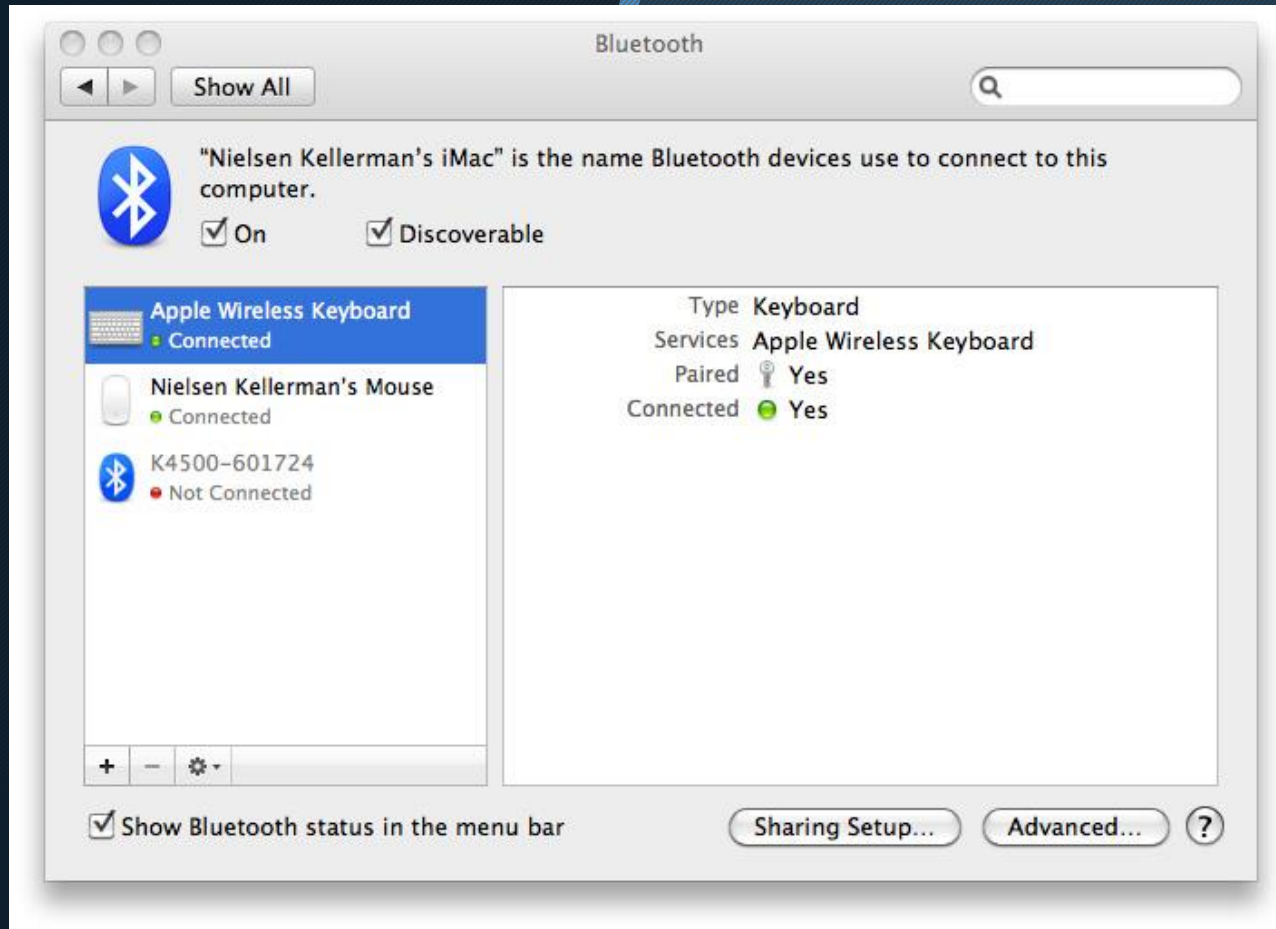 Bluetooth
Show All
“Nielsen Kellerman’s iMac” is the name Bluetooth devices use to connect to this
computer.
On
Discoverable
Apple Wireless Keyboard
Connected
Nielsen Kellerman’s Mouse
Connected
K4500-601724
Not Connected
Type Keyboard
Services Apple Wireless Keyboard
Paired Yes
Connected Yes
Show Bluetooth status in the menu bar
Sharing Setup...
Advanced...
?